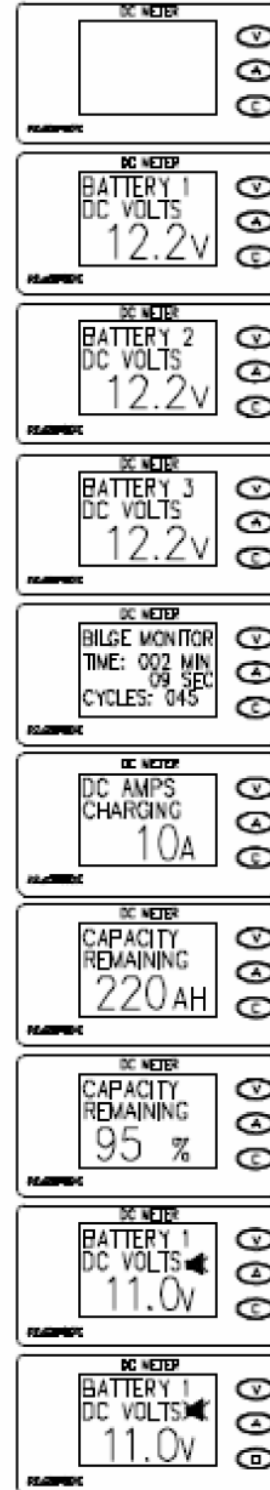 DC METER
V
A
C
DC METER
BATTERY 1
DC VOLTS
12.2V
V
A
C
DC METER
BATTERY 2
DC VOLTS
12.2V
V
A
C
DC METER
BATTERY 3
DC VOLTS
12.2V
V
A
C
DC METER
BILGE MONITOR
TIME: 002 MIN
09 SEC
CYCLES: 045
V
A
C
DC METER
DC AMPS
CHARGING
10A
V
A
C
DC METER
CAPACITY
REMAINING
220 AH
V
A
C
DC METER
CAPACITY
REMAINING
95 %
V
A
C
DC METER
BATTERY 1
DC VOLTS
11.0V
V
A
C
DC METER
BATTERY 1
DC VOLTS
11.0V
V
A